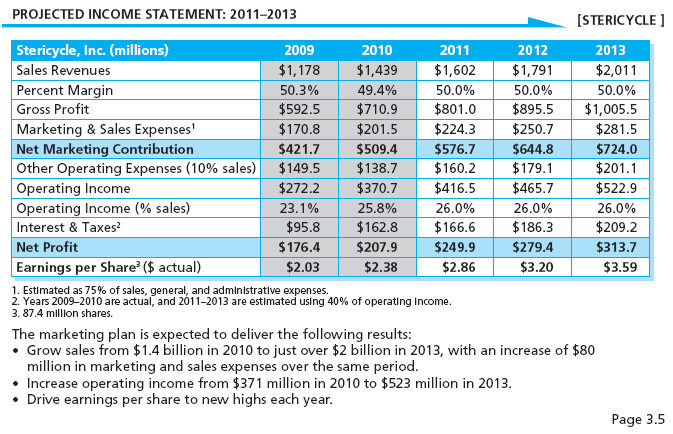 PROJECTED INCOME STATEMENT: 2011–2013
[STERICYCLE ]
Stericycle, Inc. (millions) 2009 2010 2011 2012 2013
Sales Revenues $1,178 $1,439 $1,602 $1,791 $2,011
Percent Margin 50.3% 49.4% 50.0% 50.0% 50.0%
Gross Profit $592.5 $710.9 $801.0 $895.5 $1,005.5
Marketing & Sales Expenses¹ $170.8 $201.5 $224.3 $250.7 $281.5
Net Marketing Contribution $421.7 $509.4 $576.7 $644.8 $724.0
Other Operating Expenses (10% sales) $149.5 $138.7 $160.2 $179.1 $201.1
Operating Income $272.2 $370.7 $416.5 $465.7 $522.9
Operating Income (% sales) 23.1% 25.8% 26.0% 26.0% 26.0%
Interest & Taxes² $95.8 $162.8 $166.6 $186.3 $209.2
Net Profit $176.4 $207.9 $249.9 $279.4 $313.7
Earnings per Share³ ($ actual) $2.03 $2.38 $2.86 $3.20 $3.59
1. Estimated as 75% of sales, general, and administrative expenses.
2. Years 2009–2010 are actual, and 2011–2013 are estimated using 40% of operating income.
3. 87.4 million shares.
The marketing plan is expected to deliver the following results:
• Grow sales from $1.4 billion in 2010 to just over $2 billion in 2013, with an increase of $80
million in marketing and sales expenses over the same period.
• Increase operating income from $371 million in 2010 to $523 million in 2013.
• Drive earnings per share to new highs each year.
Page 3.5